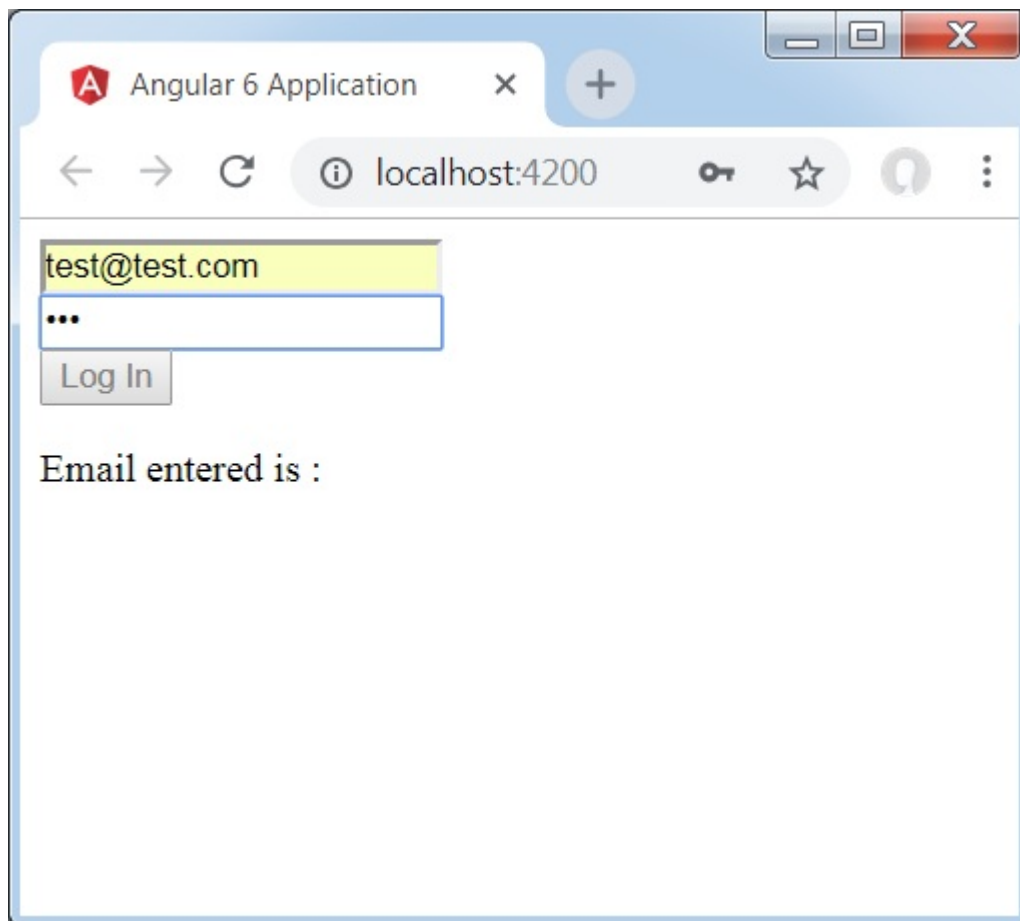 Angular 6 Application
localhost:4200
test@test.com
•••
Log In
Email entered is :